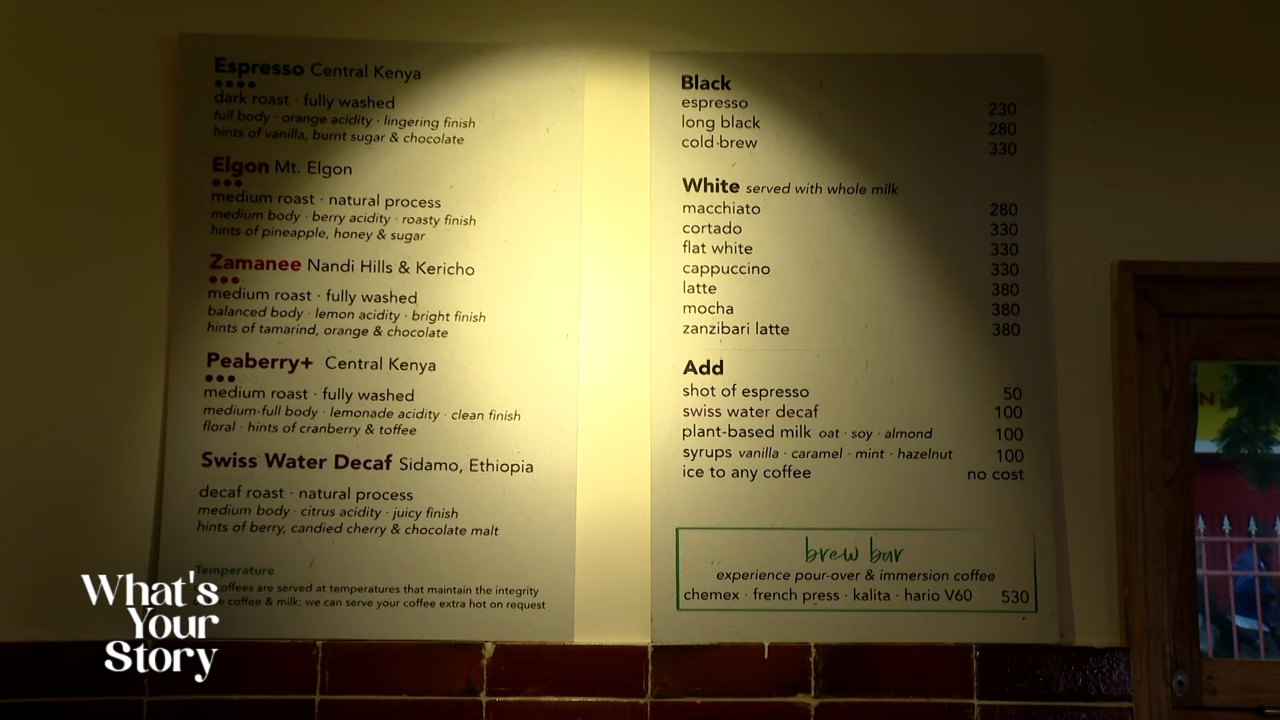 Espresso Central Kenya
dark roast · fully washed
full body · orange acidity · lingering finish
hints of vanilla, burnt sugar & chocolate
Elgon Mt. Elgon
medium roast · natural process
medium body · berry acidity · roasty finish
hints of pineapple, honey & sugar
Zamanee Nandi Hills & Kericho
medium roast · fully washed
balanced body · lemon acidity · bright finish
hints of tamarind, orange & chocolate
Peaberry+ Central Kenya
medium roast · fully washed
medium-full body · lemonade acidity · clean finish
floral · hints of cranberry & toffee
Swiss Water Decaf Sidamo, Ethiopia
decaf roast · natural process
medium body · citrus acidity · juicy finish
hints of berry, candied cherry & chocolate malt
Temperature
coffees are served at temperatures that maintain the integrity
coffee & milk; we can serve your coffee extra hot on request
Black
espresso 230
long black 280
cold brew 330
White served with whole milk
macchiato 280
cortado 330
flat white 330
cappuccino 330
latte 380
mocha 380
zanzibari latte 380
Add
shot of espresso 50
swiss water decaf 100
plant-based milk oat · soy · almond 100
syrups vanilla · caramel · mint · hazelnut 100
ice to any coffee no cost
brew bar
experience pour-over & immersion coffee
chemex · french press · kalita · hario V60 530
What's
Your
Story